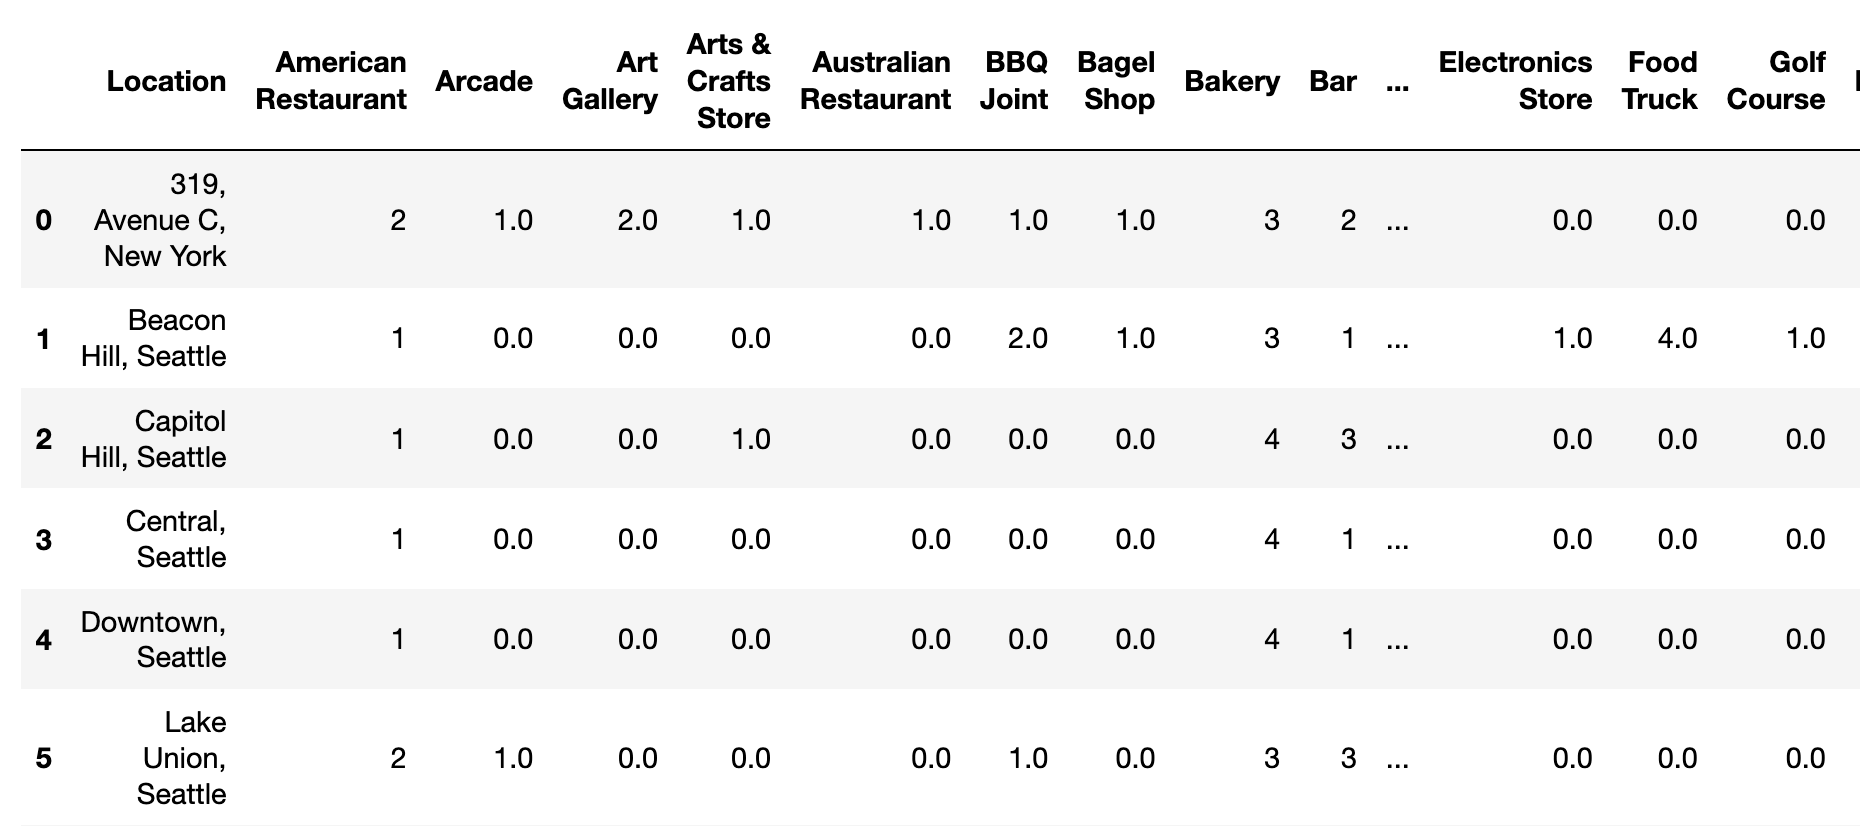 Location American Restaurant Arcade Art Gallery Arts & Crafts Store Australian Restaurant BBQ Joint Bagel Shop Bakery Bar ... Electronics Store Food Truck Golf Course
0 319, Avenue C, New York 2 1.0 2.0 1.0 1.0 1.0 1.0 3 2 ... 0.0 0.0 0.0
1 Beacon Hill, Seattle 1 0.0 0.0 0.0 0.0 2.0 1.0 3 1 ... 1.0 4.0 1.0
2 Capitol Hill, Seattle 1 0.0 0.0 1.0 0.0 0.0 0.0 4 3 ... 0.0 0.0 0.0
3 Central, Seattle 1 0.0 0.0 0.0 0.0 0.0 0.0 4 1 ... 0.0 0.0 0.0
4 Downtown, Seattle 1 0.0 0.0 0.0 0.0 0.0 0.0 4 1 ... 0.0 0.0 0.0
5 Lake Union, Seattle 2 1.0 0.0 0.0 0.0 1.0 0.0 3 3 ... 0.0 0.0 0.0